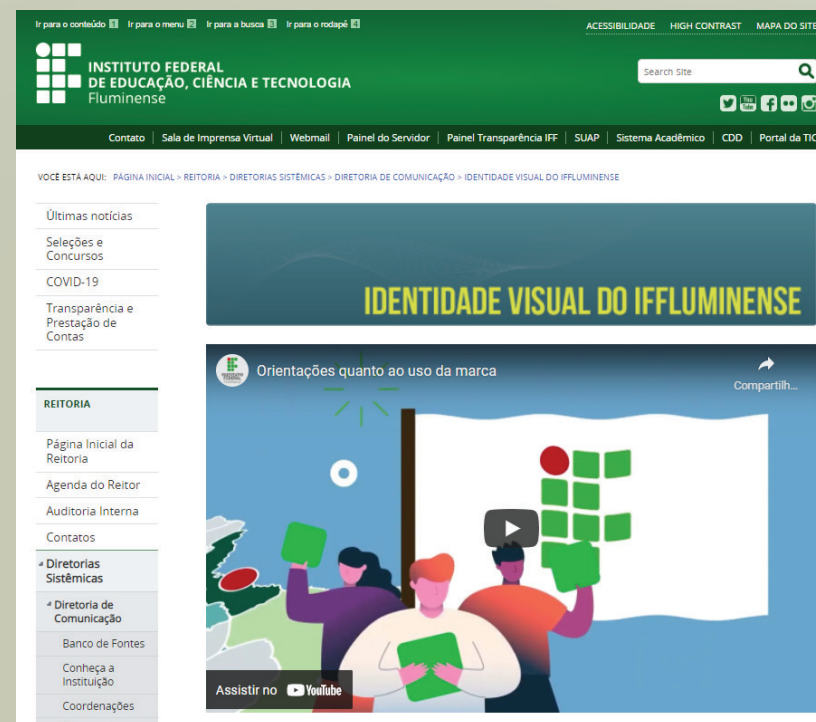 Ir para o conteúdo 1 Ir para o menu 2 Ir para a busca 3 Ir para o rodapé 4
ACESSIBILIDADE HIGH CONTRAST MAPA DO SITE
INSTITUTO FEDERAL
DE EDUCAÇÃO, CIÊNCIA E TECNOLOGIA
Fluminense
Search Site
You
Tube
Contato | Sala de Imprensa Virtual | Webmail | Painel do Servidor | Painel Transparência IFF | SUAP | Sistema Acadêmico | CDD | Portal da TIC
VOCÊ ESTÁ AQUI: PÁGINA INICIAL > REITORIA > DIRETORIAS SISTÊMICAS > DIRETORIA DE COMUNICAÇÃO > IDENTIDADE VISUAL DO IFFLUMINENSE
Últimas notícias
Seleções e
Concursos
COVID-19
Transparência e
Prestação de
Contas
REITORIA
Página Inicial da
Reitoria
Agenda do Reitor
Auditoria Interna
Contatos
Diretorias
Sistêmicas
Diretoria de
Comunicação
Banco de Fontes
Conheça a
Instituição
Coordenações
IDENTIDADE VISUAL DO IFFLUMINENSE
Orientações quanto ao uso da marca
Compartilh...
Assistir no YouTube